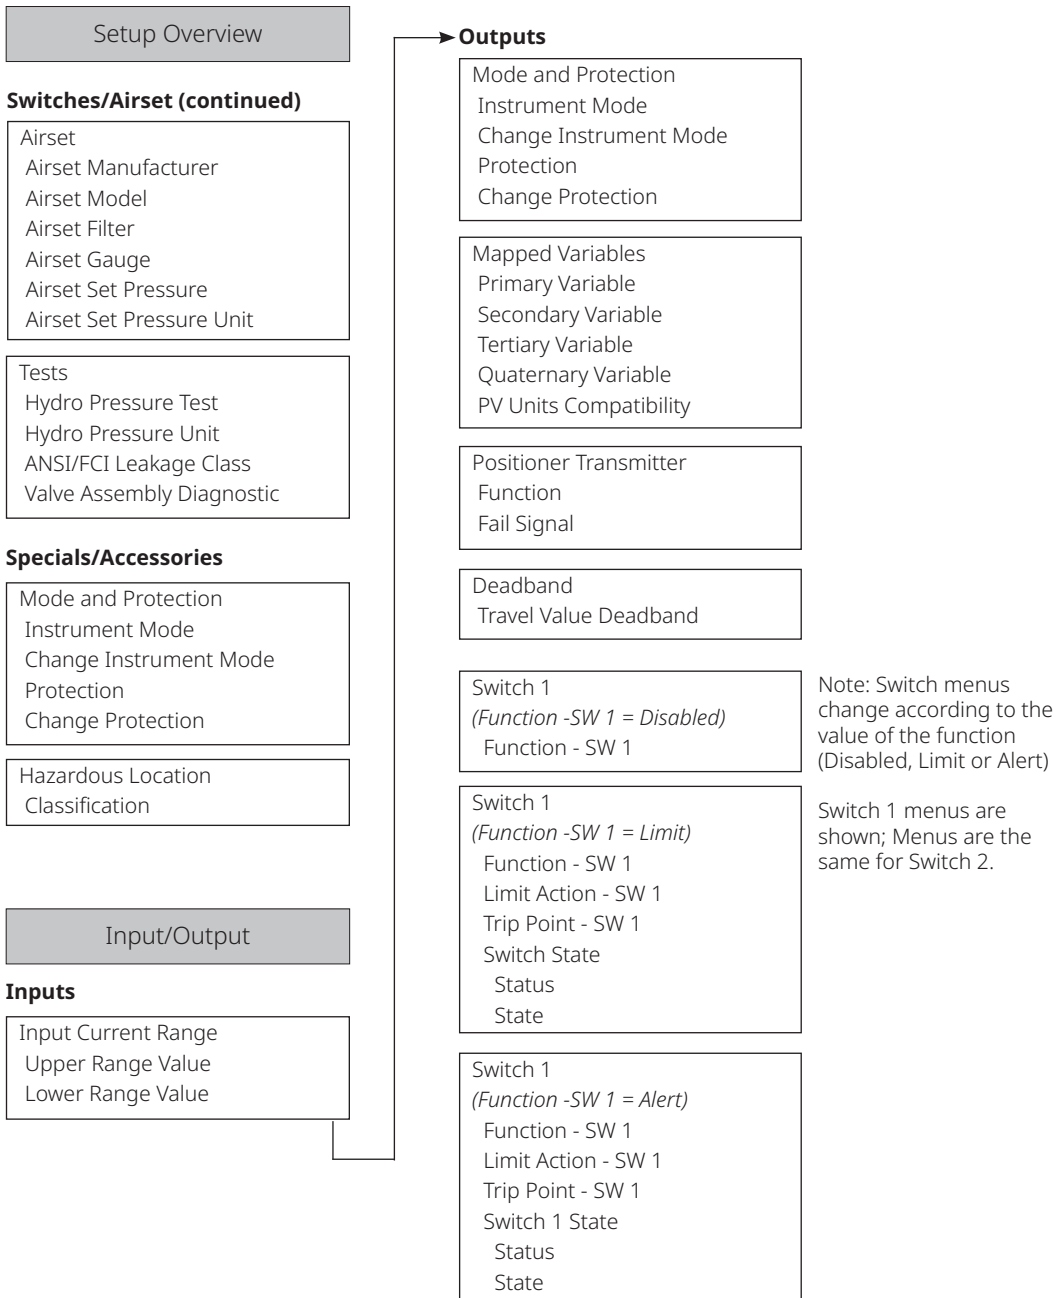 Setup Overview
Switches/Airset (continued)
Airset
Airset Manufacturer
Airset Model
Airset Filter
Airset Gauge
Airset Set Pressure
Airset Set Pressure Unit
Tests
Hydro Pressure Test
Hydro Pressure Unit
ANSI/FCI Leakage Class
Valve Assembly Diagnostic
Specials/Accessories
Mode and Protection
Instrument Mode
Change Instrument Mode
Protection
Change Protection
Hazardous Location
Classification
Input/Output
Inputs
Input Current Range
Upper Range Value
Lower Range Value
Outputs
Mode and Protection
Instrument Mode
Change Instrument Mode
Protection
Change Protection
Mapped Variables
Primary Variable
Secondary Variable
Tertiary Variable
Quaternary Variable
PV Units Compatibility
Positioner Transmitter
Function
Fail Signal
Deadband
Travel Value Deadband
Switch 1
(Function -SW 1 = Disabled)
Function - SW 1
Switch 1
(Function -SW 1 = Limit)
Function - SW 1
Limit Action - SW 1
Trip Point - SW 1
Switch State
Status
State
Switch 1
(Function -SW 1 = Alert)
Function - SW 1
Limit Action - SW 1
Trip Point - SW 1
Switch 1 State
Status
State
Note: Switch menus
change according to the
value of the function
(Disabled, Limit or Alert)
Switch 1 menus are
shown; Menus are the
same for Switch 2.